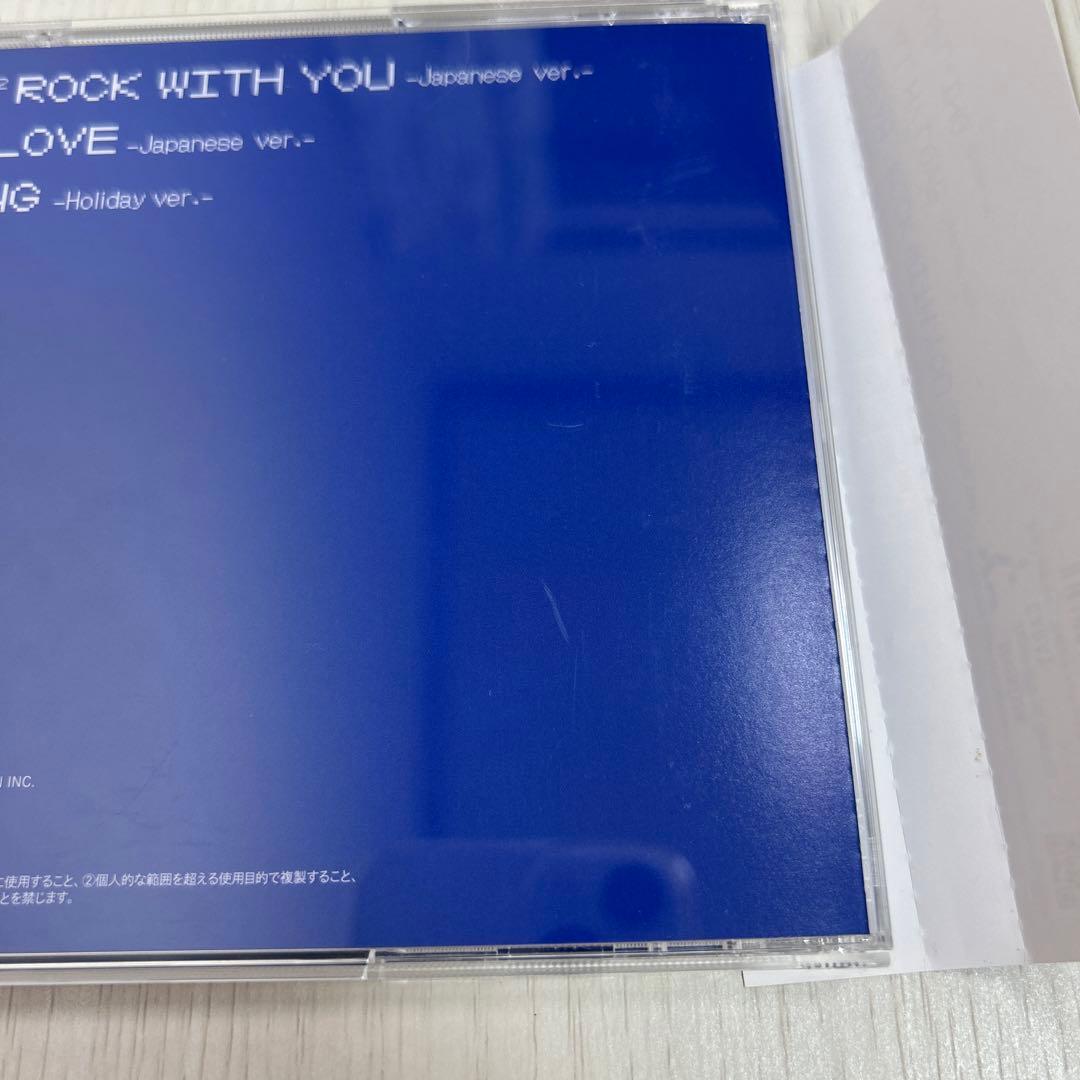 2 ROCK WITH YOU -Japanese ver.-
LOVE -Japanese ver.-
NG -Holiday ver.-
INC.
に使用すること、②個人的な範囲を超える使用目的で複製すること、
とを禁じます。